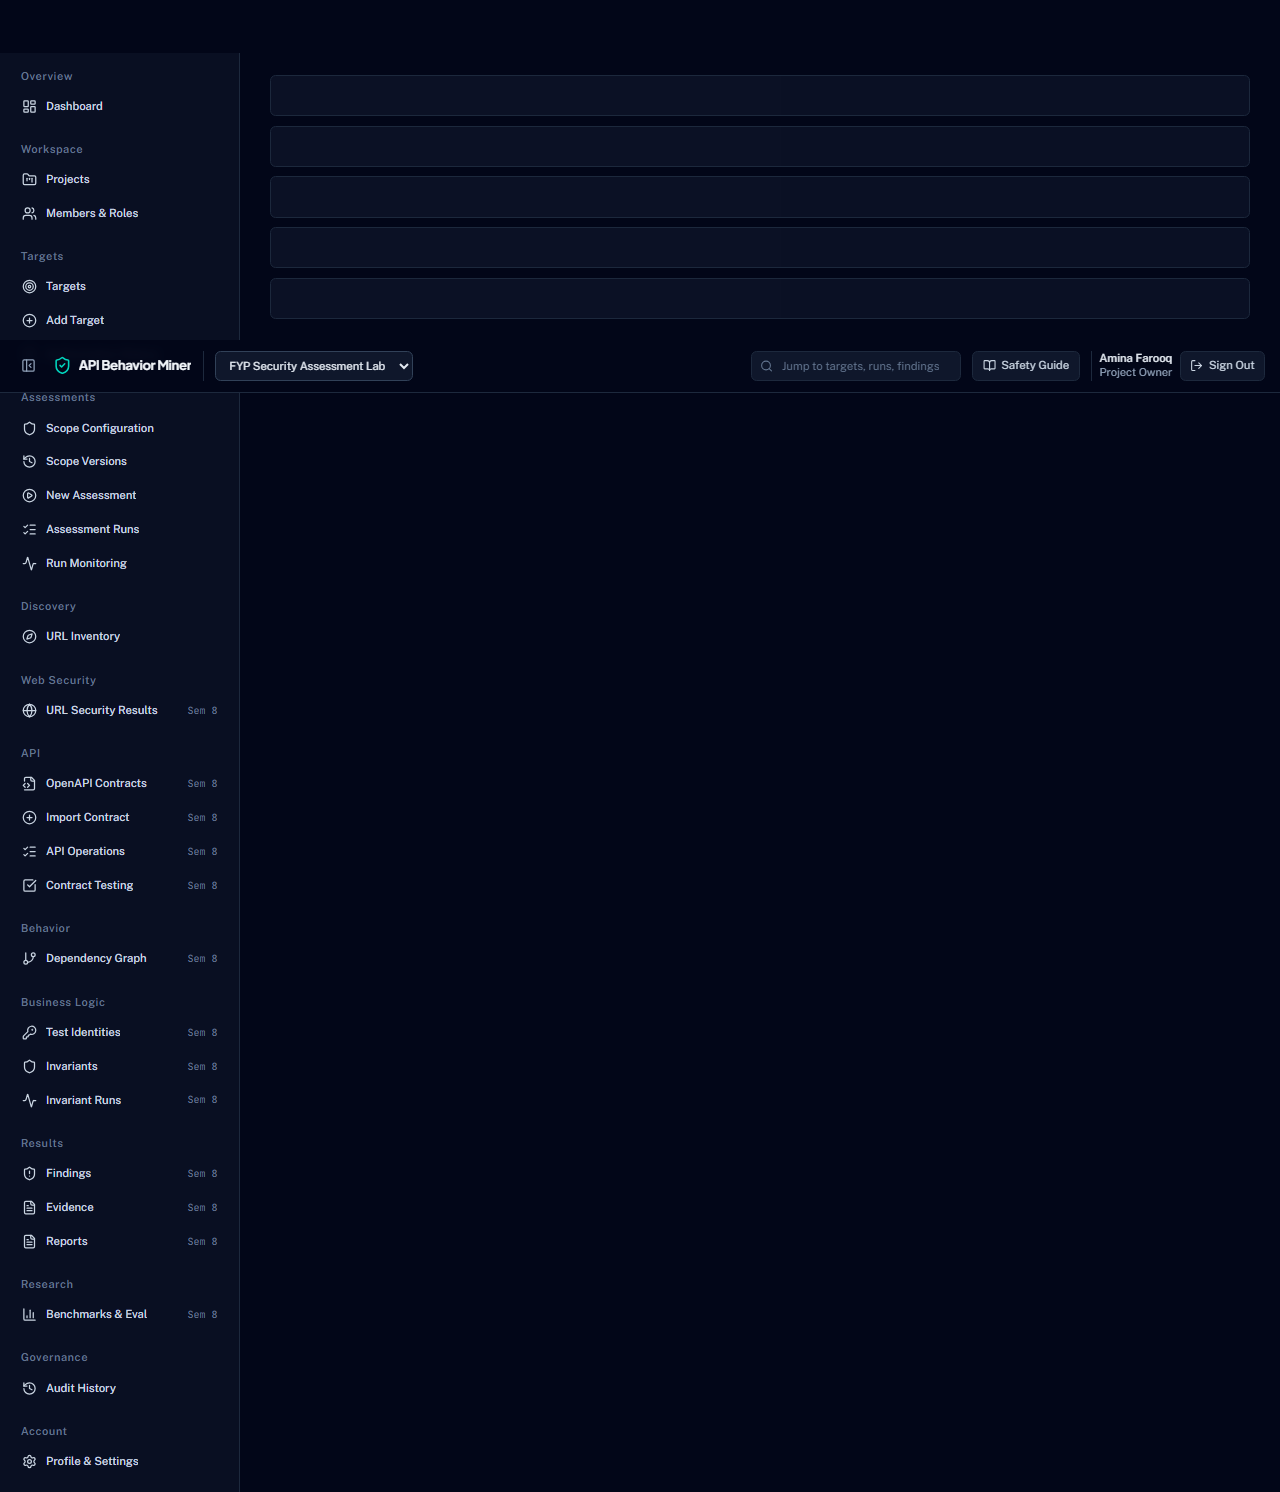 Overview
Dashboard
Workspace
Projects
Members & Roles
Targets
Targets
Add Target
API Behavior Miner
FYP Security Assessment Lab
Jump to targets, runs, findings
Safety Guide
Amina Farooq
Project Owner
Sign Out
Assessments
Scope Configuration
Scope Versions
New Assessment
Assessment Runs
Run Monitoring
Discovery
URL Inventory
Web Security
URL Security Results Sem 8
API
OpenAPI Contracts Sem 8
Import Contract Sem 8
API Operations Sem 8
Contract Testing Sem 8
Behavior
Dependency Graph Sem 8
Business Logic
Test Identities Sem 8
Invariants Sem 8
Invariant Runs Sem 8
Results
Findings Sem 8
Evidence Sem 8
Reports Sem 8
Research
Benchmarks & Eval Sem 8
Governance
Audit History
Account
Profile & Settings